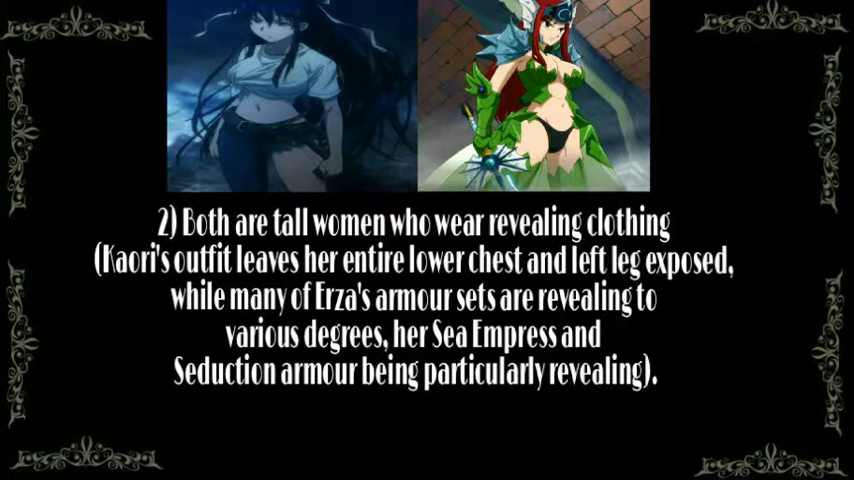 2) Both are tall women who wear revealing clothing
(Kaori's outfit leaves her entire lower chest and left leg exposed,
while many of Erza's armour sets are revealing to
various degrees, her Sea Empress and
Seduction armour being particularly revealing).